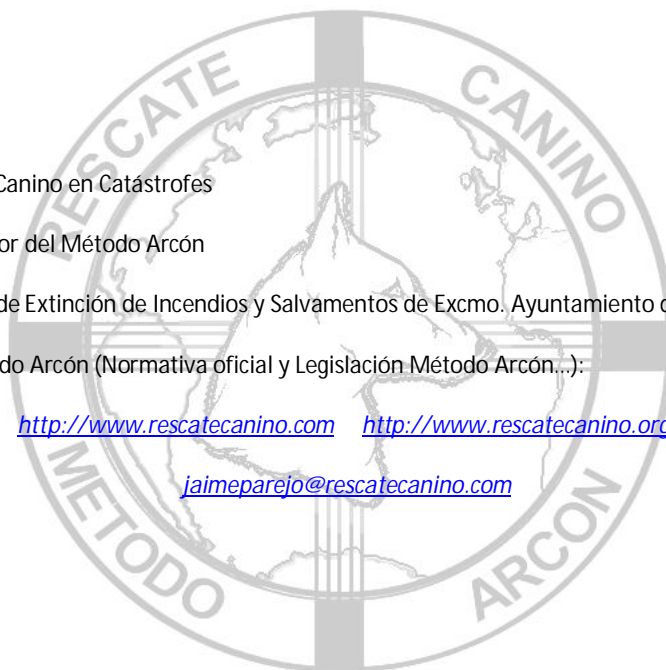 RESCATE CANINO
Canino en Catástrofes
or del Método Arcón
de Extinción de Incendios y Salvamentos de Excmo. Ayuntamiento
do Arcón (Normativa oficial y Legislación Método Arcón...):
http://www.rescatecanino.com http://www.rescatecanino.org
jaimeparejo@rescatecanino.com
METODO ARCON